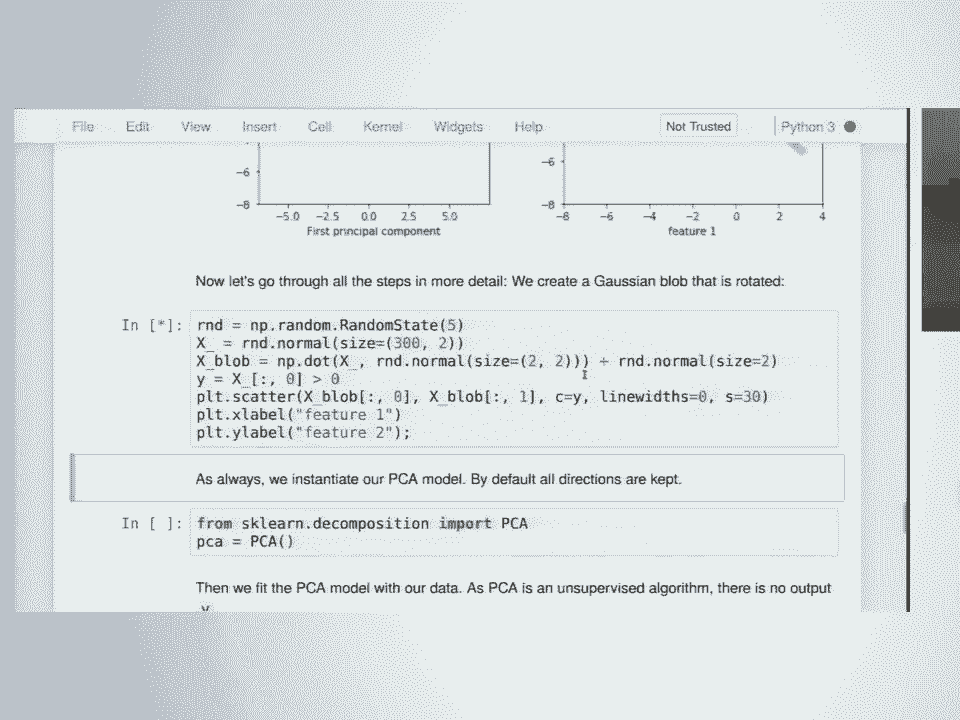 File Edit View Insert Cell Kernel Widgets Help Not Trusted Python 3
−6 −6
−8 −8
−5.0 −2.5 0.0 2.5 5.0 −8 −6 −4 −2 0 2 4
First principal component feature 1
Now let's go through all the steps in more detail: We create a Gaussian blob that is rotated:
In [*]: rnd = np.random.RandomState(5)
X_ = rnd.normal(size=(300, 2))
X_blob = np.dot(X_, rnd.normal(size=(2, 2))) + rnd.normal(size=2)
y = X_[:, 0] > 0
plt.scatter(X_blob[:, 0], X_blob[:, 1], c=y, linewidths=0, s=30)
plt.xlabel("feature 1")
plt.ylabel("feature 2");
As always, we instantiate our PCA model. By default all directions are kept.
In [ ]: from sklearn.decomposition import PCA
pca = PCA()
Then we fit the PCA model with our data. As PCA is an unsupervised algorithm, there is no output
y